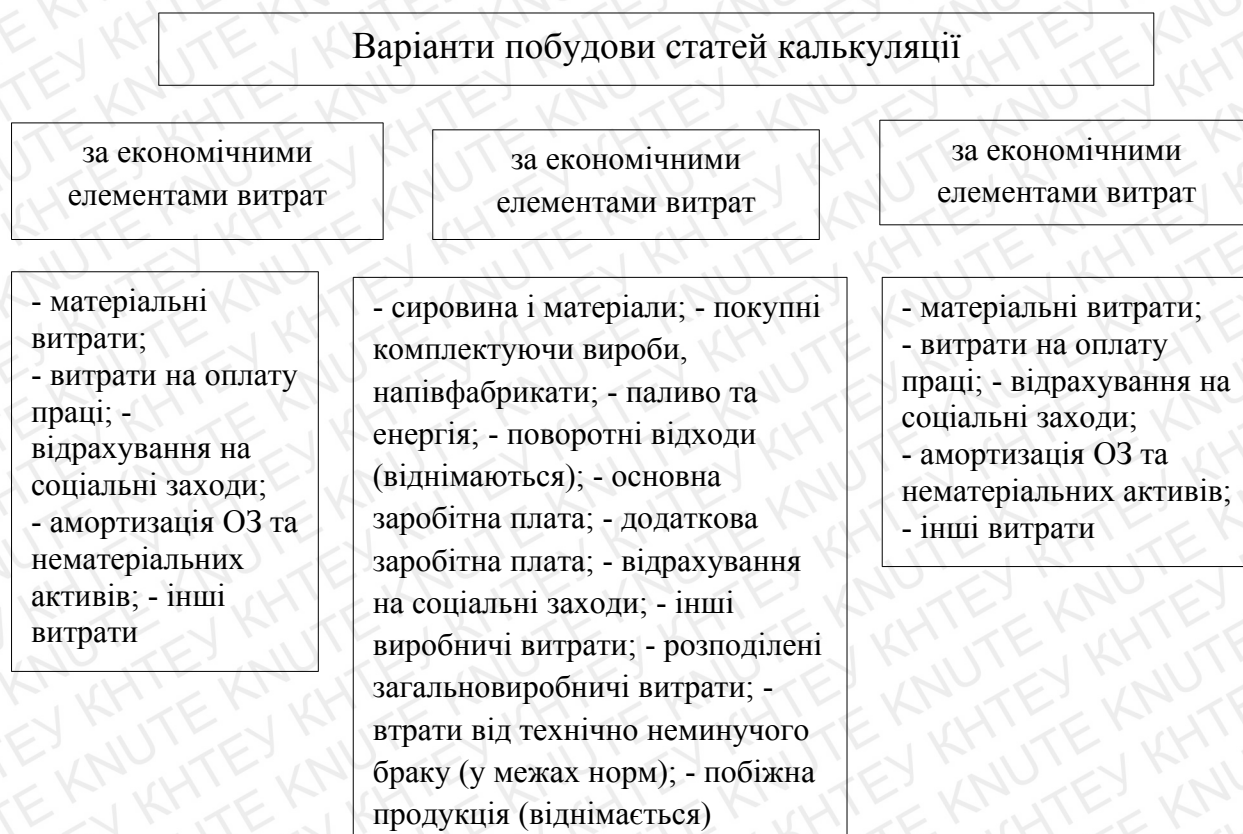 Варіанти побудови статей калькуляції
за економічними
елементами витрат
за економічними
елементами витрат
за економічними
елементами витрат
- матеріальні
витрати;
- витрати на оплату
праці; -
відрахування на
соціальні заходи;
- амортизація ОЗ та
нематеріальних
активів; - інші
витрати
- сировина і матеріали; - покупні
комплектуючи вироби,
напівфабрикати; - паливо та
енергія; - поворотні відходи
(віднімаються); - основна
заробітна плата; - додаткова
заробітна плата; - відрахування
на соціальні заходи; - інші
виробничі витрати; - розподілені
загальновиробничі витрати; -
втрати від технічно неминучого
браку (у межах норм); - побіжна
продукція (віднімається)
- матеріальні витрати;
- витрати на оплату
праці; - відрахування на
соціальні заходи;
- амортизація ОЗ та
нематеріальних активів;
- інші витрати